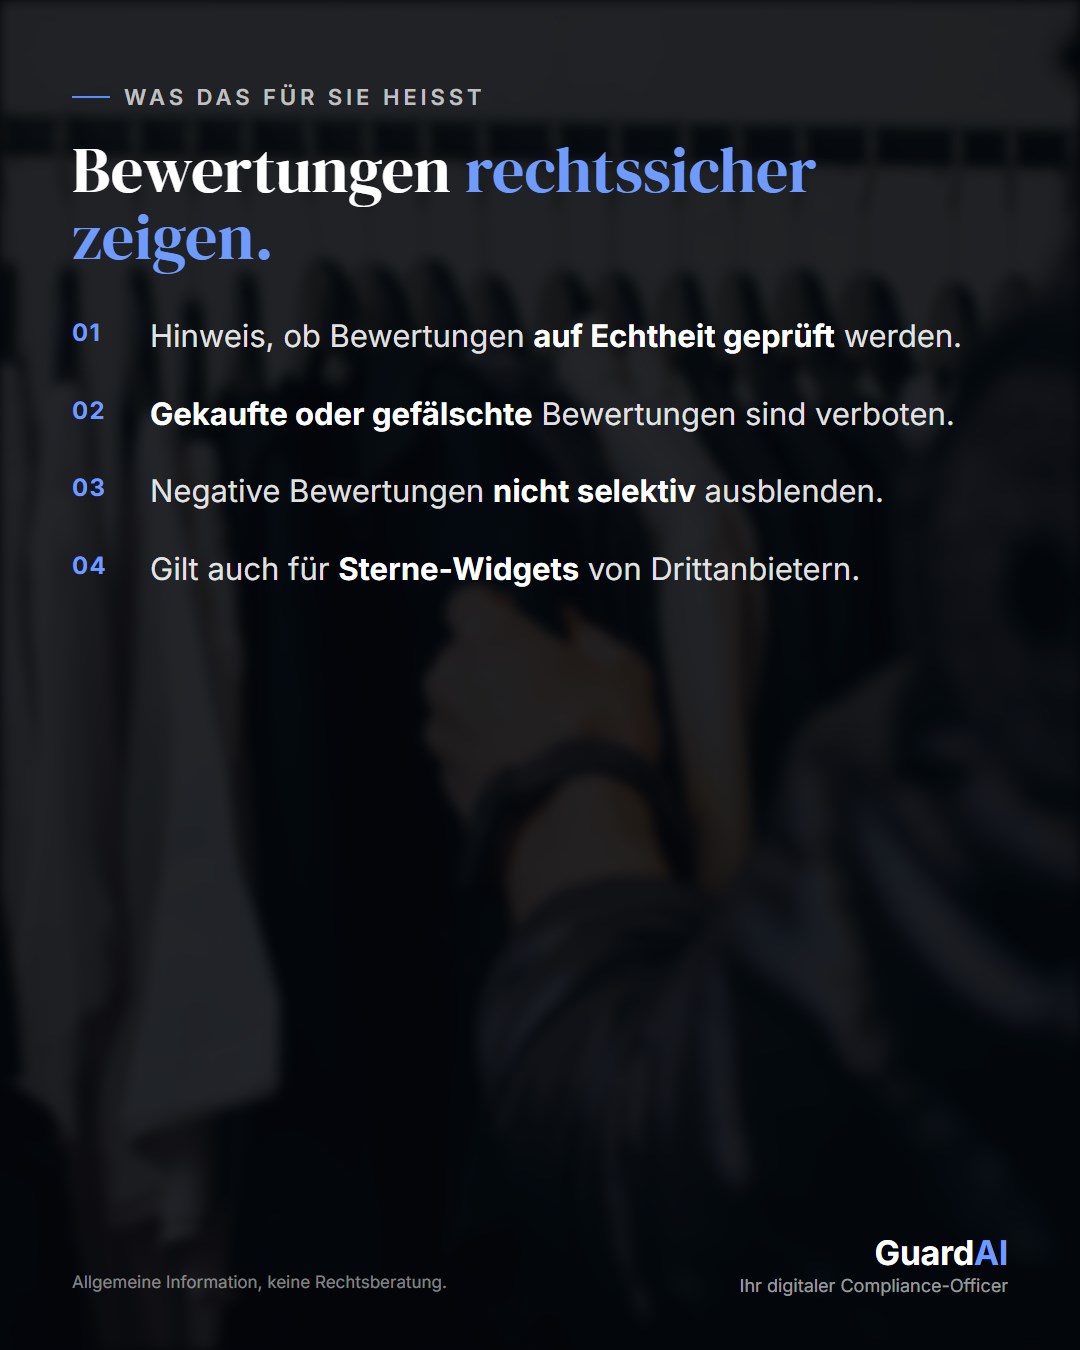 WAS DAS FÜR SIE HEISST
Bewertungen rechtssicher
zeigen.
01 Hinweis, ob Bewertungen auf Echtheit geprüft werden.
02 Gekaufte oder gefälschte Bewertungen sind verboten.
03 Negative Bewertungen nicht selektiv ausblenden.
04 Gilt auch für Sterne-Widgets von Drittanbietern.
GuardAI
Allgemeine Information, keine Rechtsberatung.
Ihr digitaler Compliance-Officer